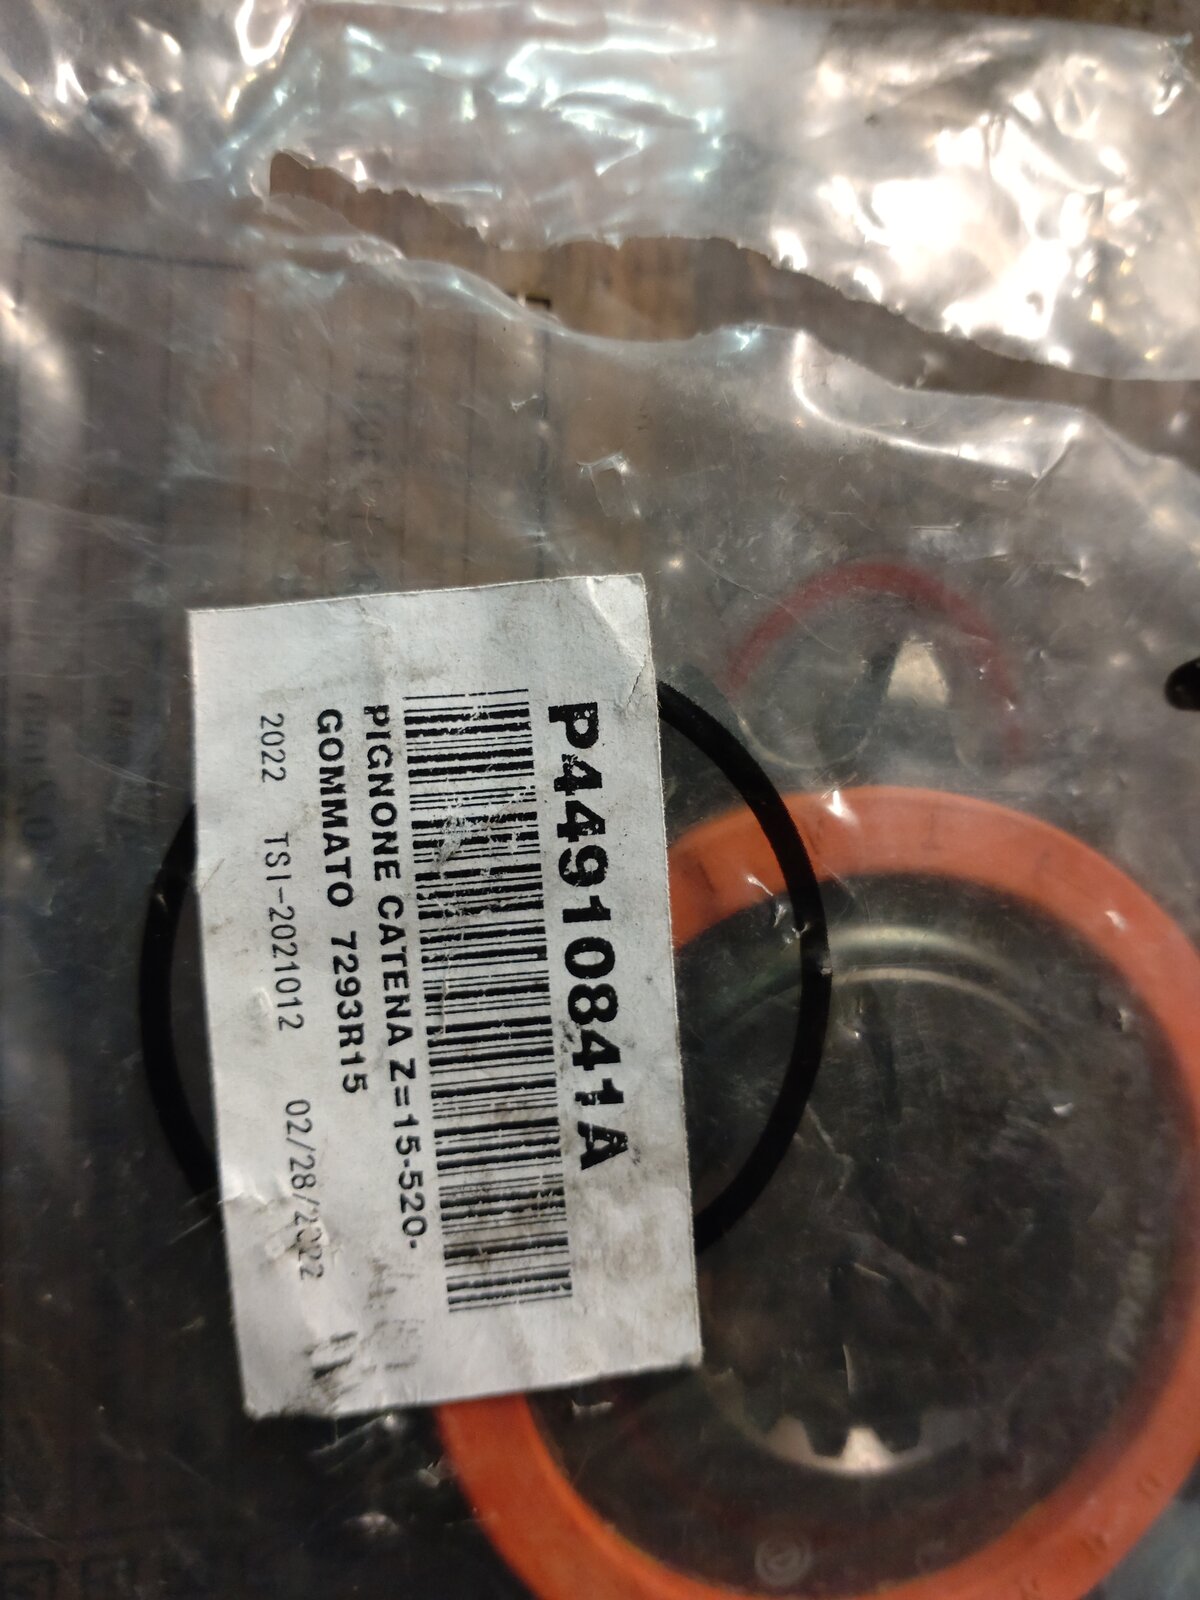 P44910841A
PIGNONE CATENA Z=15-520-
GOMMATO 7293R15
2022 TSI-2021012 02/28/2022